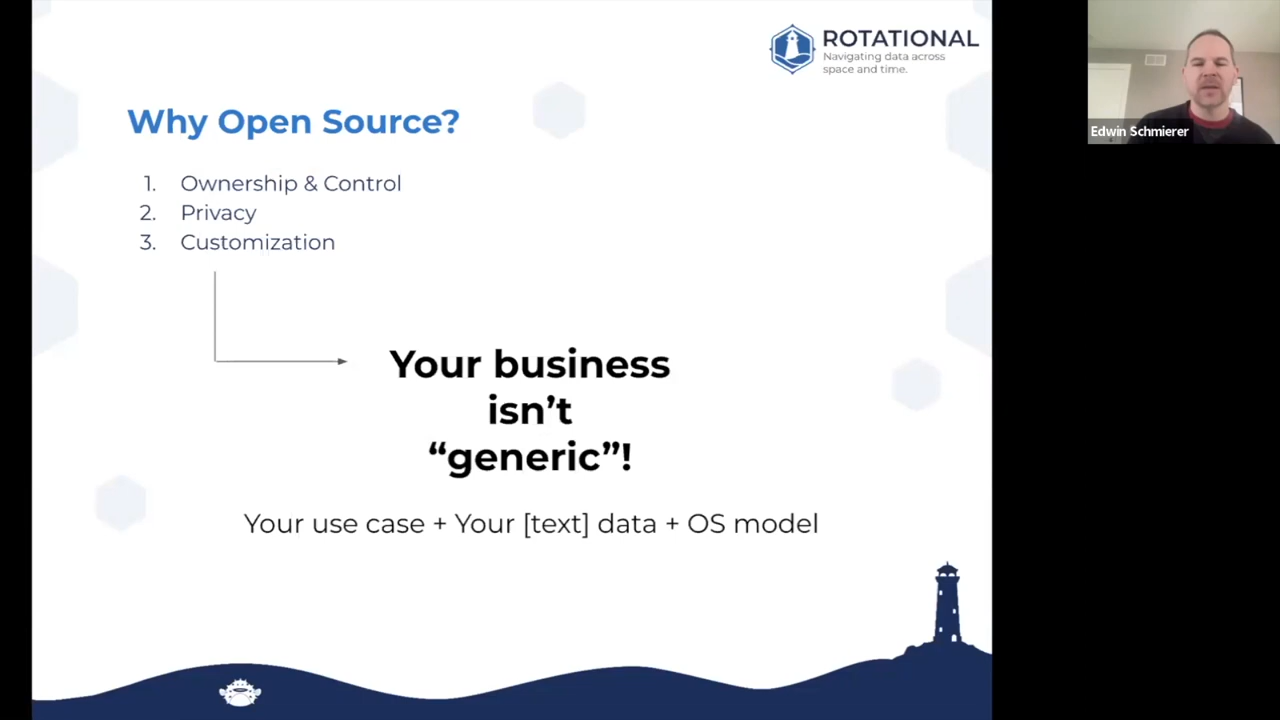 ROTATIONAL
Navigating data across
space and time.
Why Open Source?
1. Ownership & Control
2. Privacy
3. Customization
Your business
isn’t
“generic”!
Your use case + Your [text] data + OS model
Edwin Schmierer